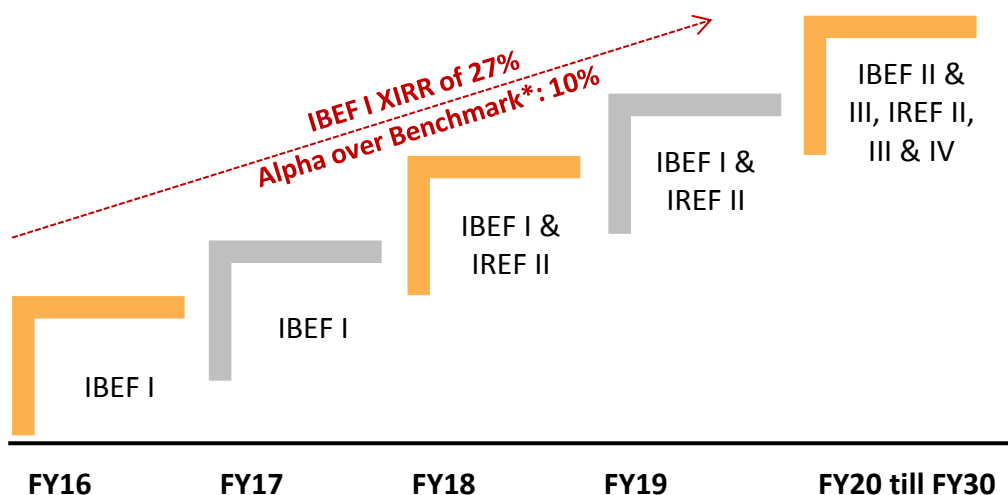 IBEF I XIRR of 27%
Alpha over Benchmark*: 10%
IBEF I
IBEF I
IBEF I &
IREF II
IBEF I &
IREF II
IBEF II &
III, IREF II,
III & IV
FY16
FY17
FY18
FY19
FY20 till FY30